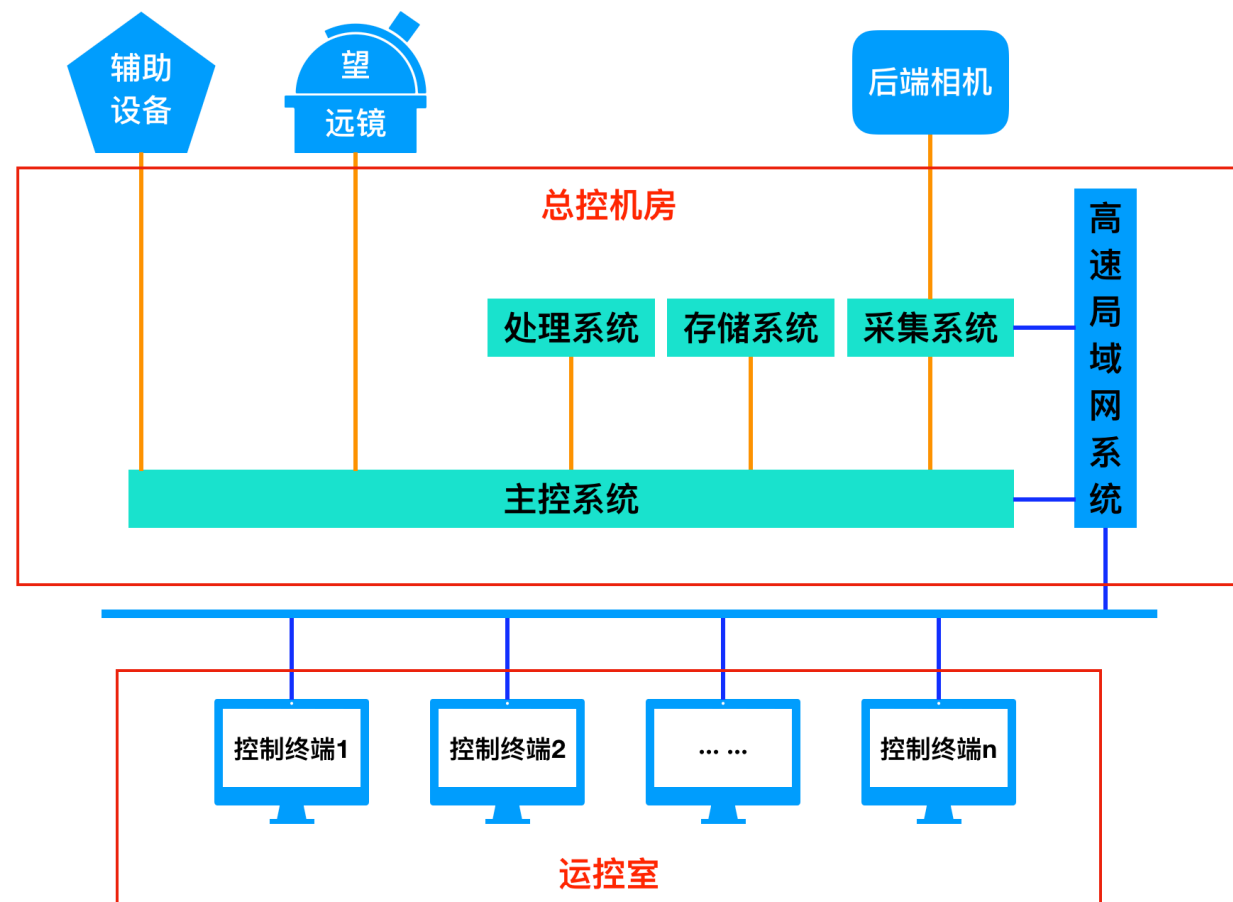 辅助
设备
望
远镜
后端相机
总控机房
高
速
局
域
网
系
统
处理系统
存储系统
采集系统
主控系统
控制终端1
控制终端2
... ...
控制终端n
运控室